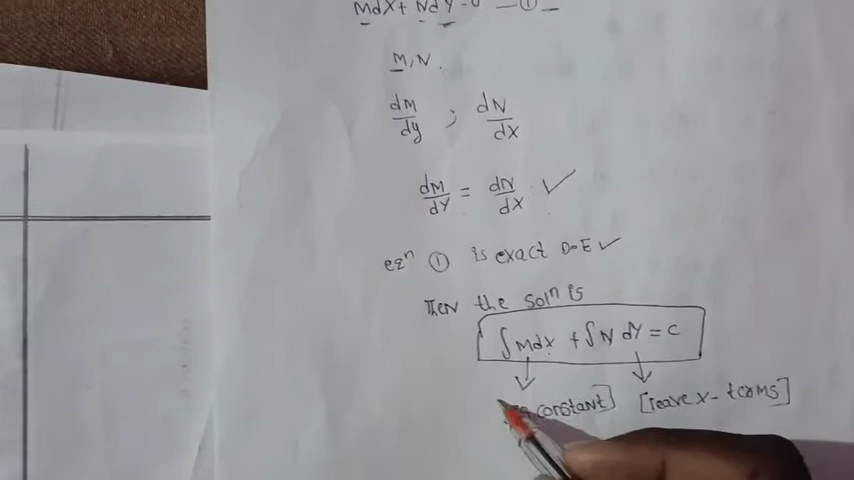 MdX + NdY = 0 — ①
M, N.
dM/dy ; dN/dx
dM/dY = dN/dX ✓
eqⁿ ① is exact D.E ✓
Then the solⁿ is
∫Mdx + ∫N dY = C
constant] [leave x- terms]